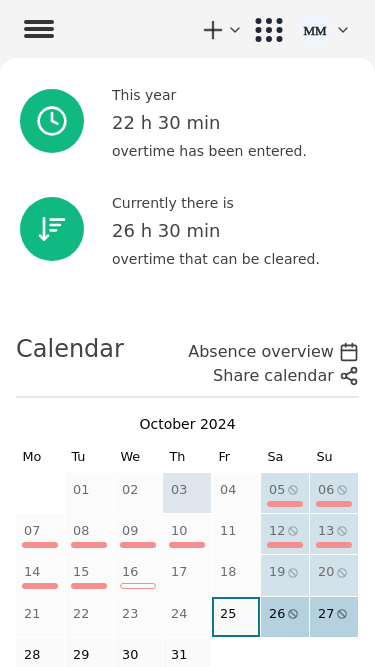 MM
This year
22 h 30 min
overtime has been entered.
Currently there is
26 h 30 min
overtime that can be cleared.
Calendar
Absence overview
Share calendar
October 2024
Mo Tu We Th Fr Sa Su
01 02 03 04 05 06
07 08 09 10 11 12 13
14 15 16 17 18 19 20
21 22 23 24 25 26 27
28 29 30 31